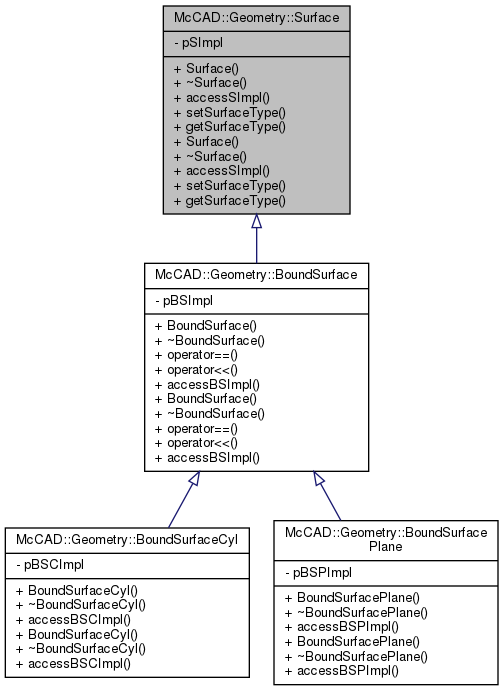 McCAD::Geometry::Surface
- pSImpl
+ Surface()
+ ~Surface()
+ accessSImpl()
+ setSurfaceType()
+ getSurfaceType()
+ Surface()
+ ~Surface()
+ accessSImpl()
+ setSurfaceType()
+ getSurfaceType()
McCAD::Geometry::BoundSurface
- pBSImpl
+ BoundSurface()
+ ~BoundSurface()
+ operator==()
+ operator<<()
+ accessBSImpl()
+ BoundSurface()
+ ~BoundSurface()
+ operator==()
+ operator<<()
+ accessBSImpl()
McCAD::Geometry::BoundSurfaceCyl
- pBSCImpl
+ BoundSurfaceCyl()
+ ~BoundSurfaceCyl()
+ accessBSCImpl()
+ BoundSurfaceCyl()
+ ~BoundSurfaceCyl()
+ accessBSCImpl()
McCAD::Geometry::BoundSurface
Plane
- pBSPImpl
+ BoundSurfacePlane()
+ ~BoundSurfacePlane()
+ accessBSPImpl()
+ BoundSurfacePlane()
+ ~BoundSurfacePlane()
+ accessBSPImpl()